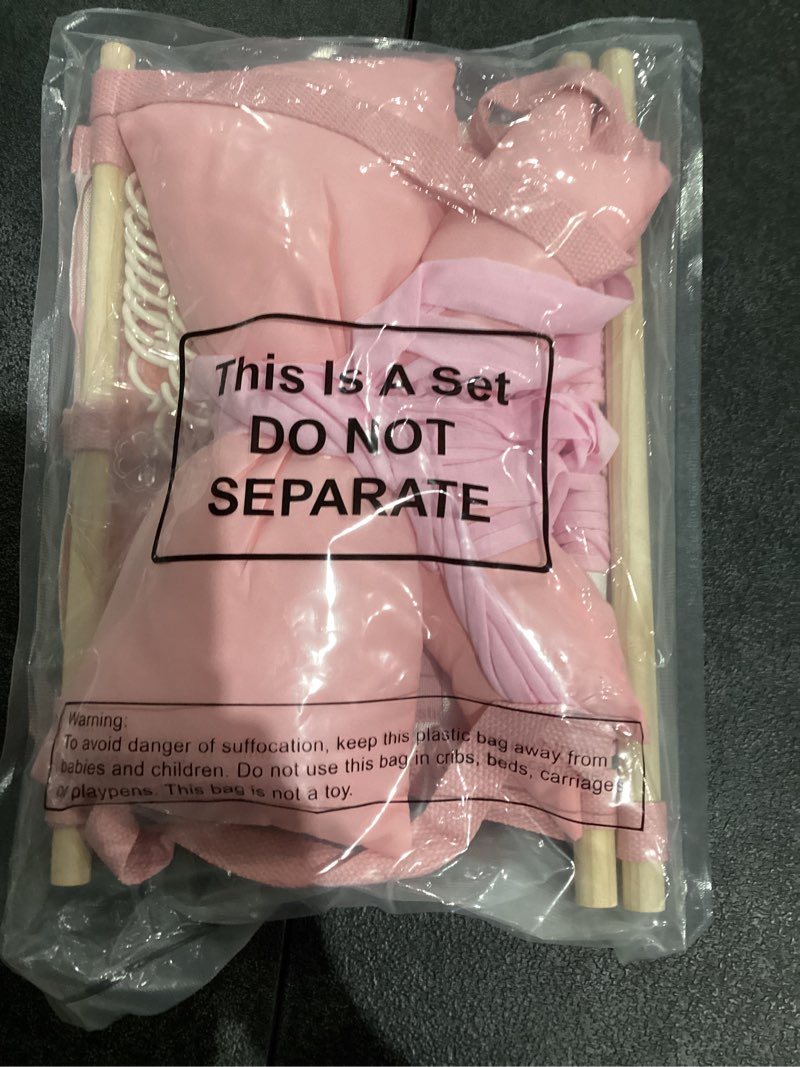 This Is A Set
DO NOT
SEPARATE
Warning:
To avoid danger of suffocation, keep this plastic bag away from
babies and children. Do not use this bag in cribs, beds, carriages
or playpens. This bag is not a toy.